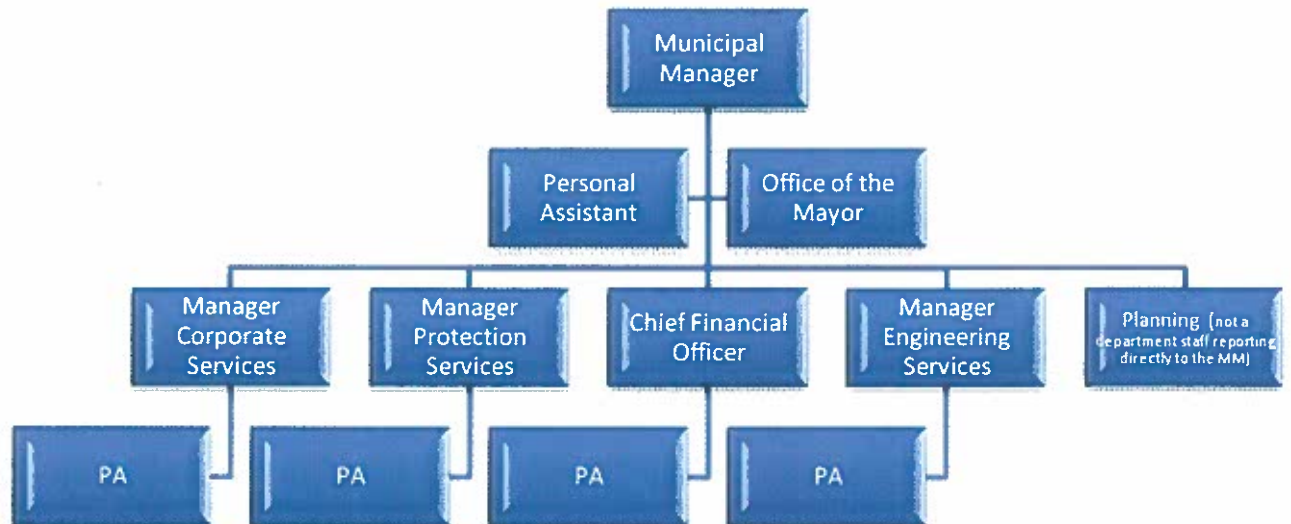 Municipal
Manager
Personal
Assistant
Office of the
Mayor
Manager
Corporate
Services
Manager
Protection
Services
Chief Financial
Officer
Manager
Engineering
Services
Planning (not a
department staff reporting
directly to the MM)
PA
PA
PA
PA